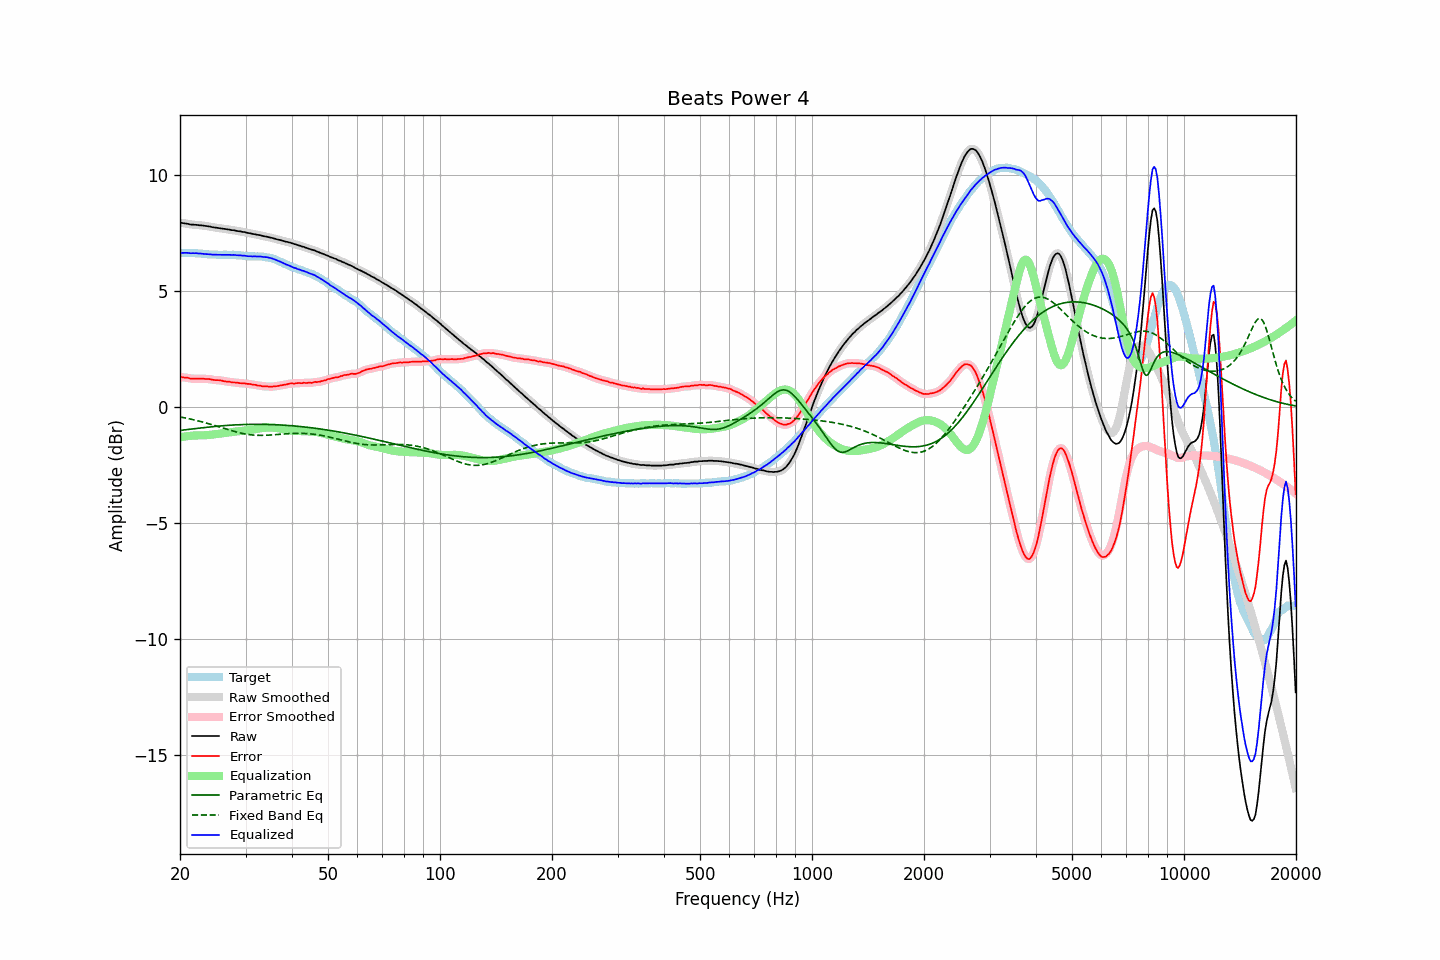 Beats Power 4
10
5
0
−5
−10
−15
Amplitude (dBr)
Target
Raw Smoothed
Error Smoothed
Raw
Error
Equalization
Parametric Eq
Fixed Band Eq
Equalized
20 50 100 200 500 1000 2000 5000 10000 20000
Frequency (Hz)